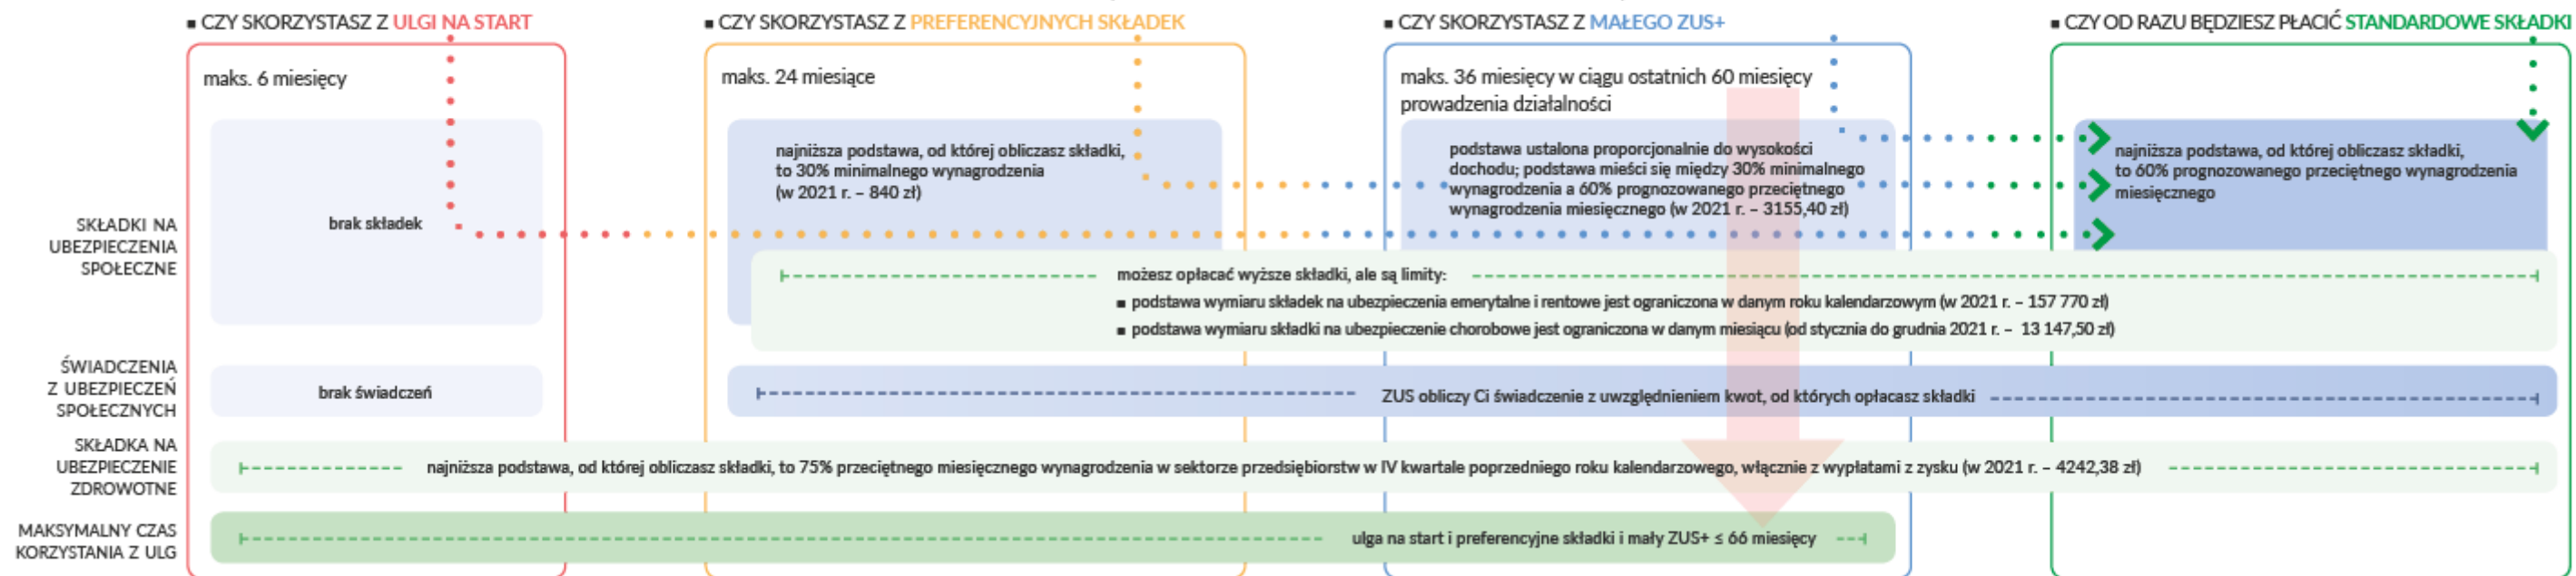 ▪ CZY SKORZYSTASZ Z ULGI NA START
▪ CZY SKORZYSTASZ Z PREFERENCYJNYCH SKŁADEK
▪ CZY SKORZYSTASZ Z MAŁEGO ZUS+
▪ CZY OD RAZU BĘDZIESZ PŁACIĆ STANDARDOWE SKŁADKI
maks. 6 miesięcy
maks. 24 miesiące
maks. 36 miesięcy w ciągu ostatnich 60 miesięcy
prowadzenia działalności
SKŁADKI NA
UBEZPIECZENIA
SPOŁECZNE
brak składek
najniższa podstawa, od której obliczasz składki,
to 30% minimalnego wynagrodzenia
(w 2021 r. – 840 zł)
podstawa ustalona proporcjonalnie do wysokości
dochodu; podstawa mieści się między 30% minimalnego
wynagrodzenia a 60% prognozowanego przeciętnego
wynagrodzenia miesięcznego (w 2021 r. – 3155,40 zł)
najniższa podstawa, od której obliczasz składki,
to 60% prognozowanego przeciętnego wynagrodzenia
miesięcznego
możesz opłacać wyższe składki, ale są limity:
▪ podstawa wymiaru składek na ubezpieczenia emerytalne i rentowe jest ograniczona w danym roku kalendarzowym (w 2021 r. – 157 770 zł)
▪ podstawa wymiaru składki na ubezpieczenie chorobowe jest ograniczona w danym miesiącu (od stycznia do grudnia 2021 r. – 13 147,50 zł)
ŚWIADCZENIA
Z UBEZPIECZEŃ
SPOŁECZNYCH
brak świadczeń
ZUS obliczy Ci świadczenie z uwzględnieniem kwot, od których opłacasz składki
SKŁADKA NA
UBEZPIECZENIE
ZDROWOTNE
najniższa podstawa, od której obliczasz składki, to 75% przeciętnego miesięcznego wynagrodzenia w sektorze przedsiębiorstw w IV kwartale poprzedniego roku kalendarzowego, włącznie z wypłatami z zysku (w 2021 r. – 4242,38 zł)
MAKSYMALNY CZAS
KORZYSTANIA Z ULG
ulga na start i preferencyjne składki i mały ZUS+ ≤ 66 miesięcy